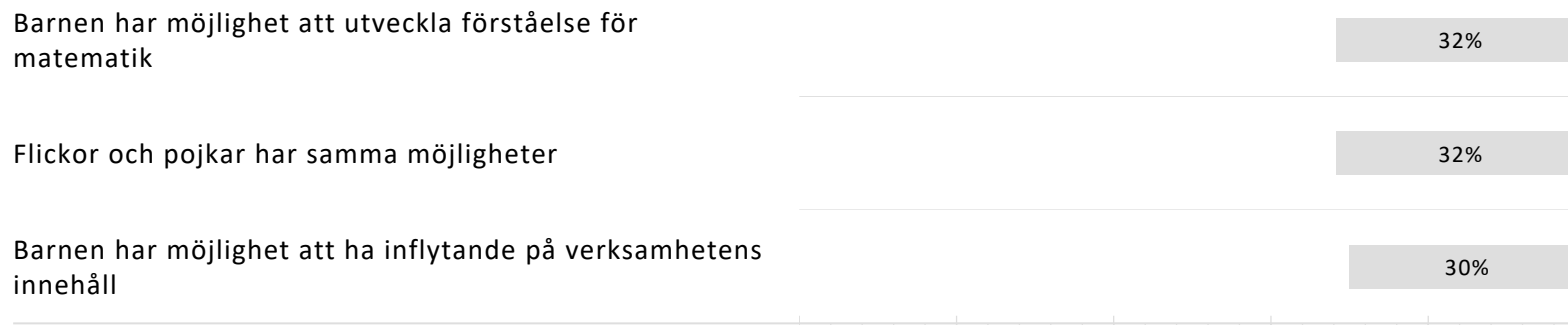 Barnen har möjlighet att utveckla förståelse för
matematik
32%
Flickor och pojkar har samma möjligheter
32%
Barnen har möjlighet att ha inflytande på verksamhetens
innehåll
30%